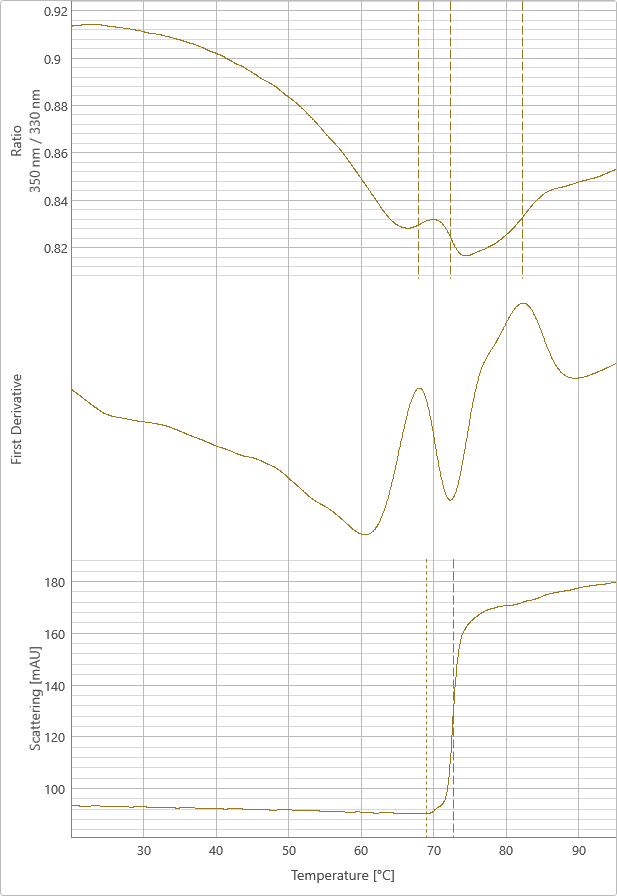 0.92
0.9
0.88
0.86
0.84
0.82
Ratio
350 nm / 330 nm
First Derivative
180
160
140
120
100
Scattering [mAU]
30 40 50 60 70 80 90
Temperature [°C]